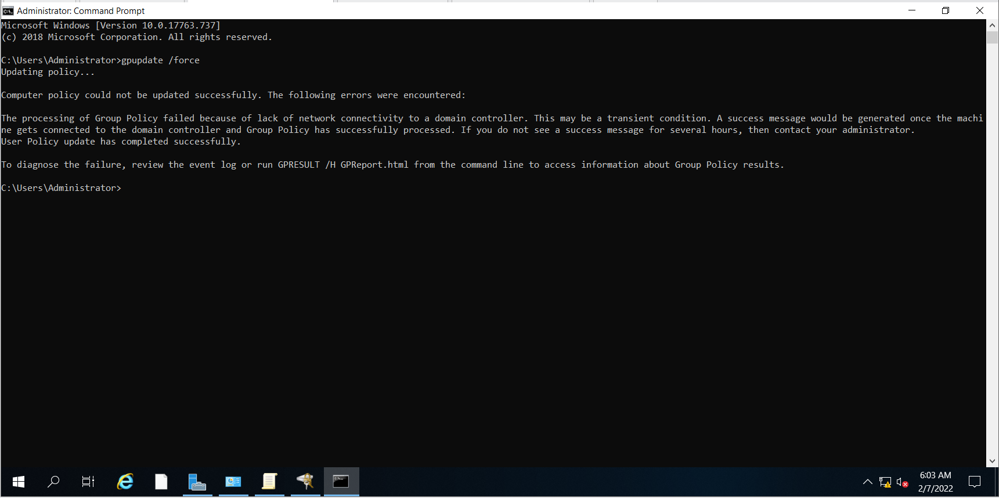 Administrator: Command Prompt
Microsoft Windows [Version 10.0.17763.737]
(c) 2018 Microsoft Corporation. All rights reserved.
C:\Users\Administrator>gpupdate /force
Updating policy...
Computer policy could not be updated successfully. The following errors were encountered:
The processing of Group Policy failed because of lack of network connectivity to a domain controller. This may be a transient condition. A success message would be generated once the machi
ne gets connected to the domain controller and Group Policy has successfully processed. If you do not see a success message for several hours, then contact your administrator.
User Policy update has completed successfully.
To diagnose the failure, review the event log or run GPRESULT /H GPReport.html from the command line to access information about Group Policy results.
C:\Users\Administrator>
6:03 AM
2/7/2022